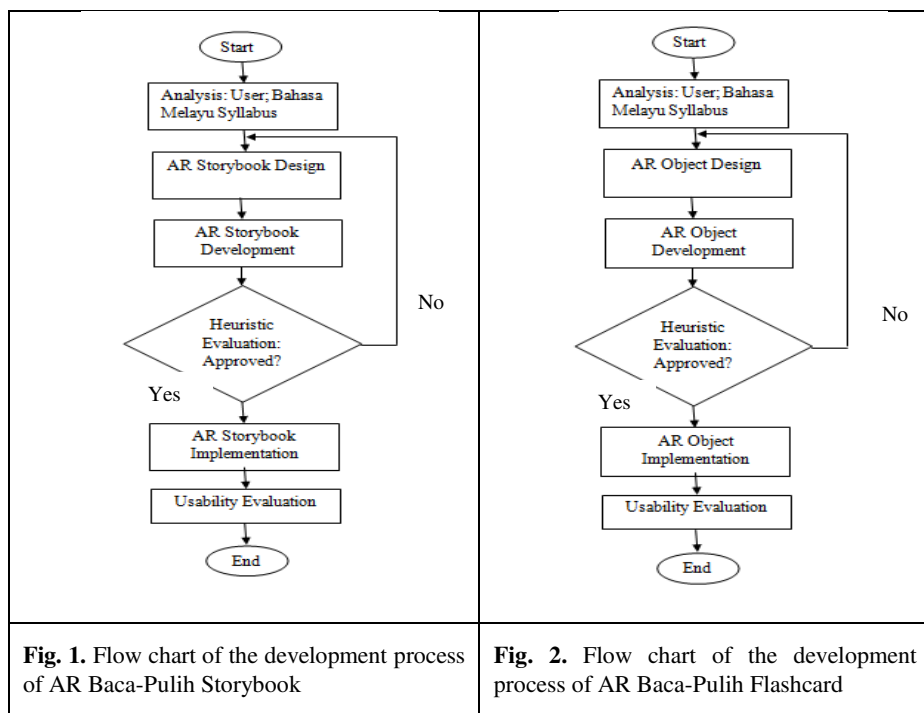 Start
Analysis: User; Bahasa
Melayu Syllabus
AR Storybook Design
AR Storybook
Development
Heuristic
Evaluation:
Approved?
No
Yes
AR Storybook
Implementation
Usability Evaluation
End
Start
Analysis: User; Bahasa
Melayu Syllabus
AR Object Design
AR Object
Development
Heuristic
Evaluation:
Approved?
No
Yes
AR Object
Implementation
Usability Evaluation
End
Fig. 1. Flow chart of the development process
of AR Baca-Pulih Storybook
Fig. 2. Flow chart of the development
process of AR Baca-Pulih Flashcard